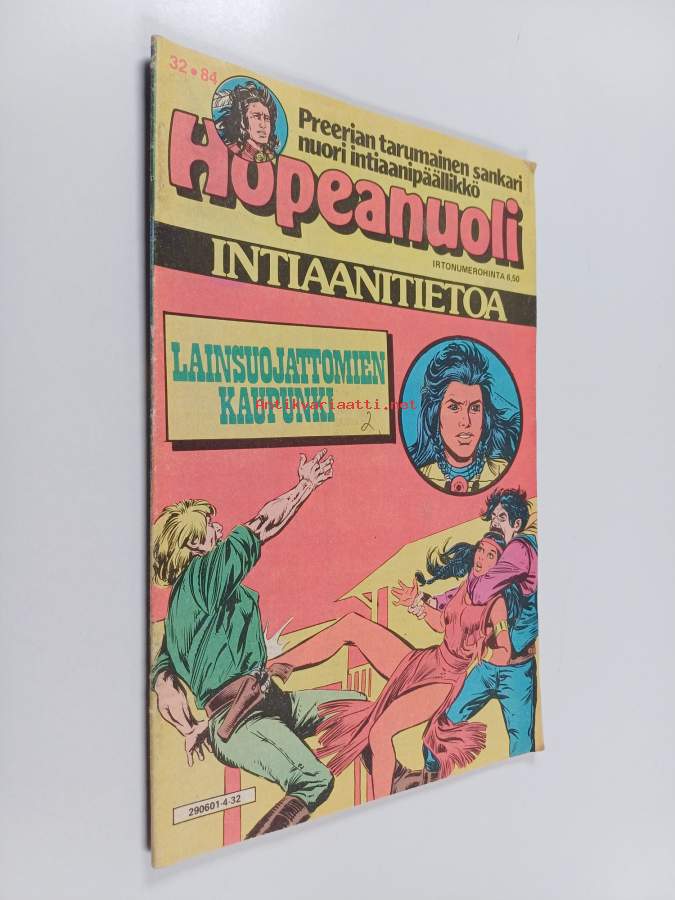 32•84
Preerian tarumainen sankari
nuori intiaanipäällikkö
Hopeanuoli
IRTONUMEROHINTA 6,50
INTIAANITIETOA
LAINSUOJATTOMIEN
KAUPUNKI
Antikvariaatti.net
2
290601-4-32